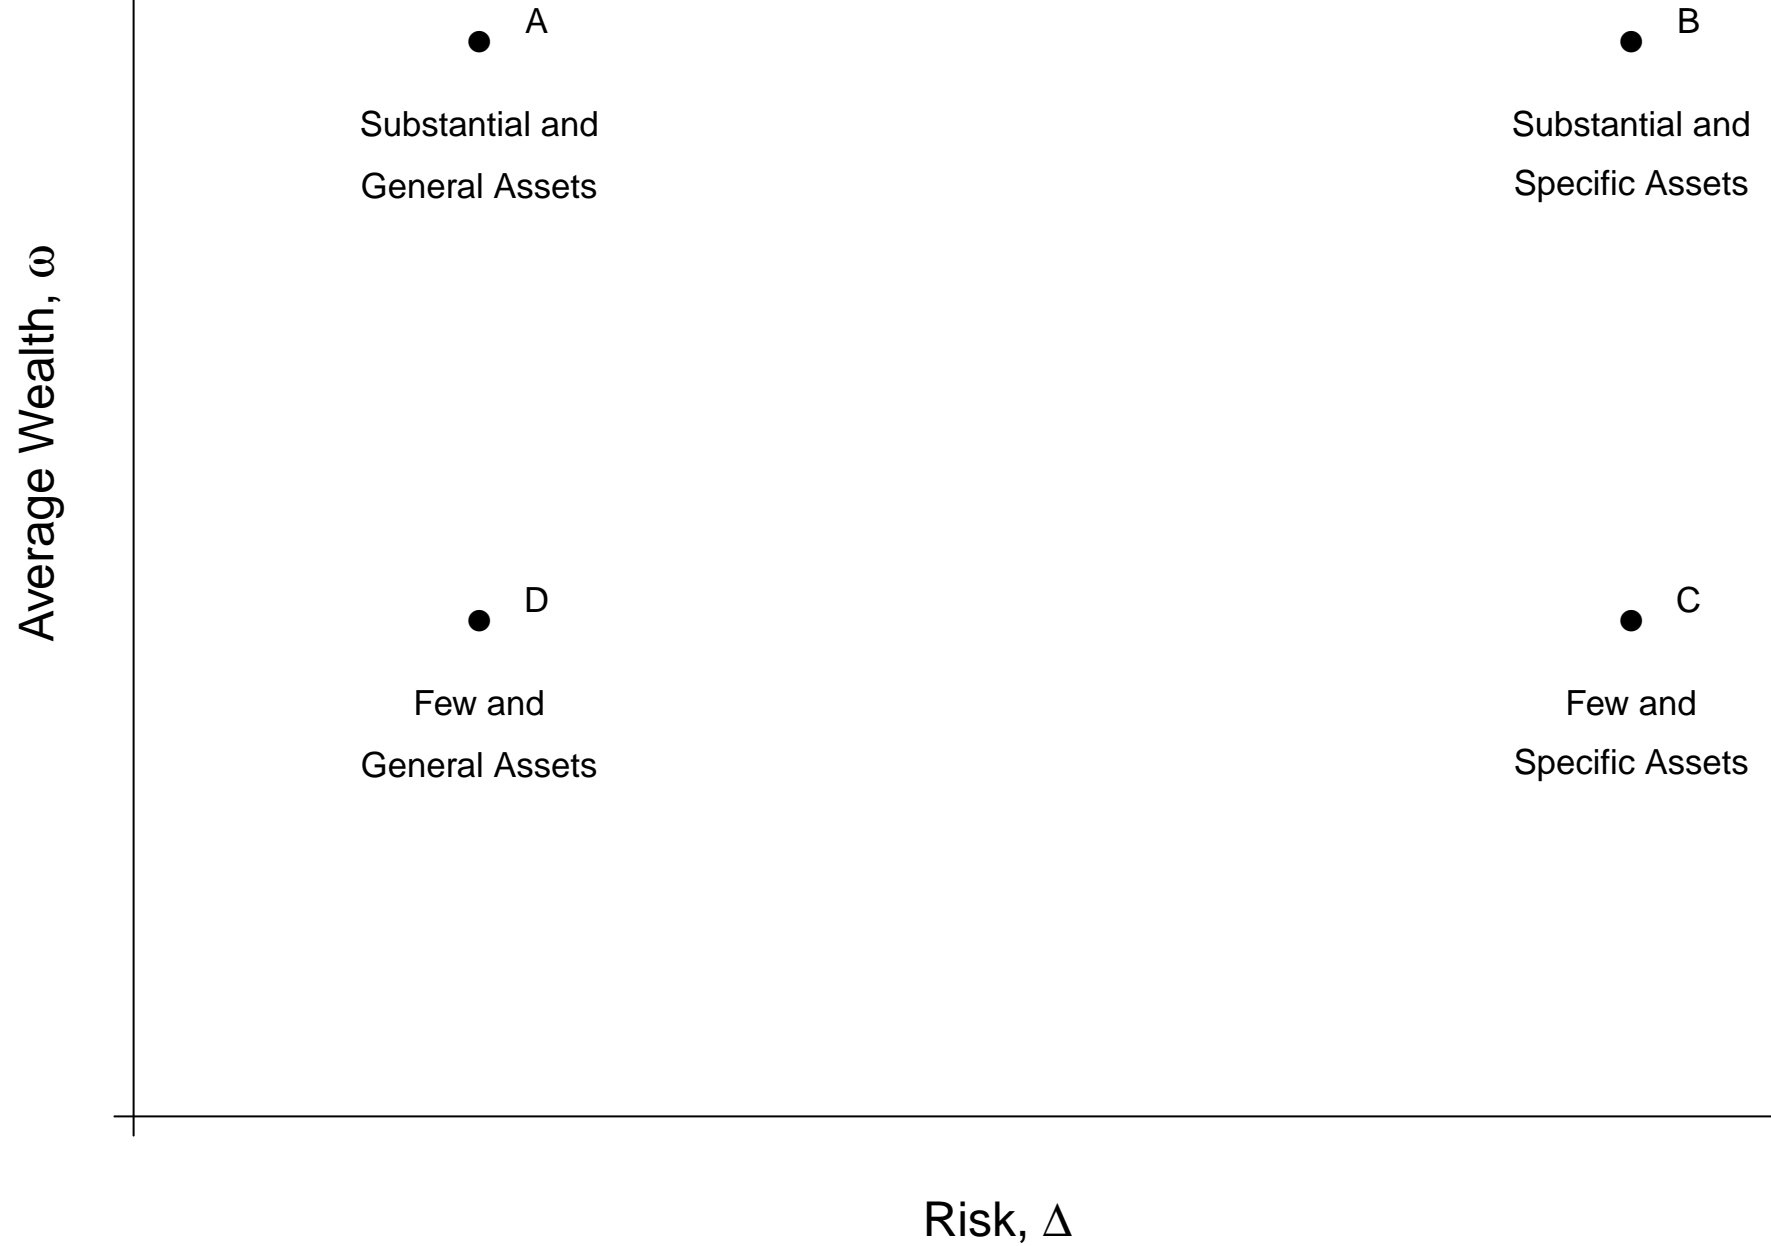 A
B
Substantial and
General Assets
Substantial and
Specific Assets
Average Wealth, ω
D
C
Few and
General Assets
Few and
Specific Assets
Risk, Δ